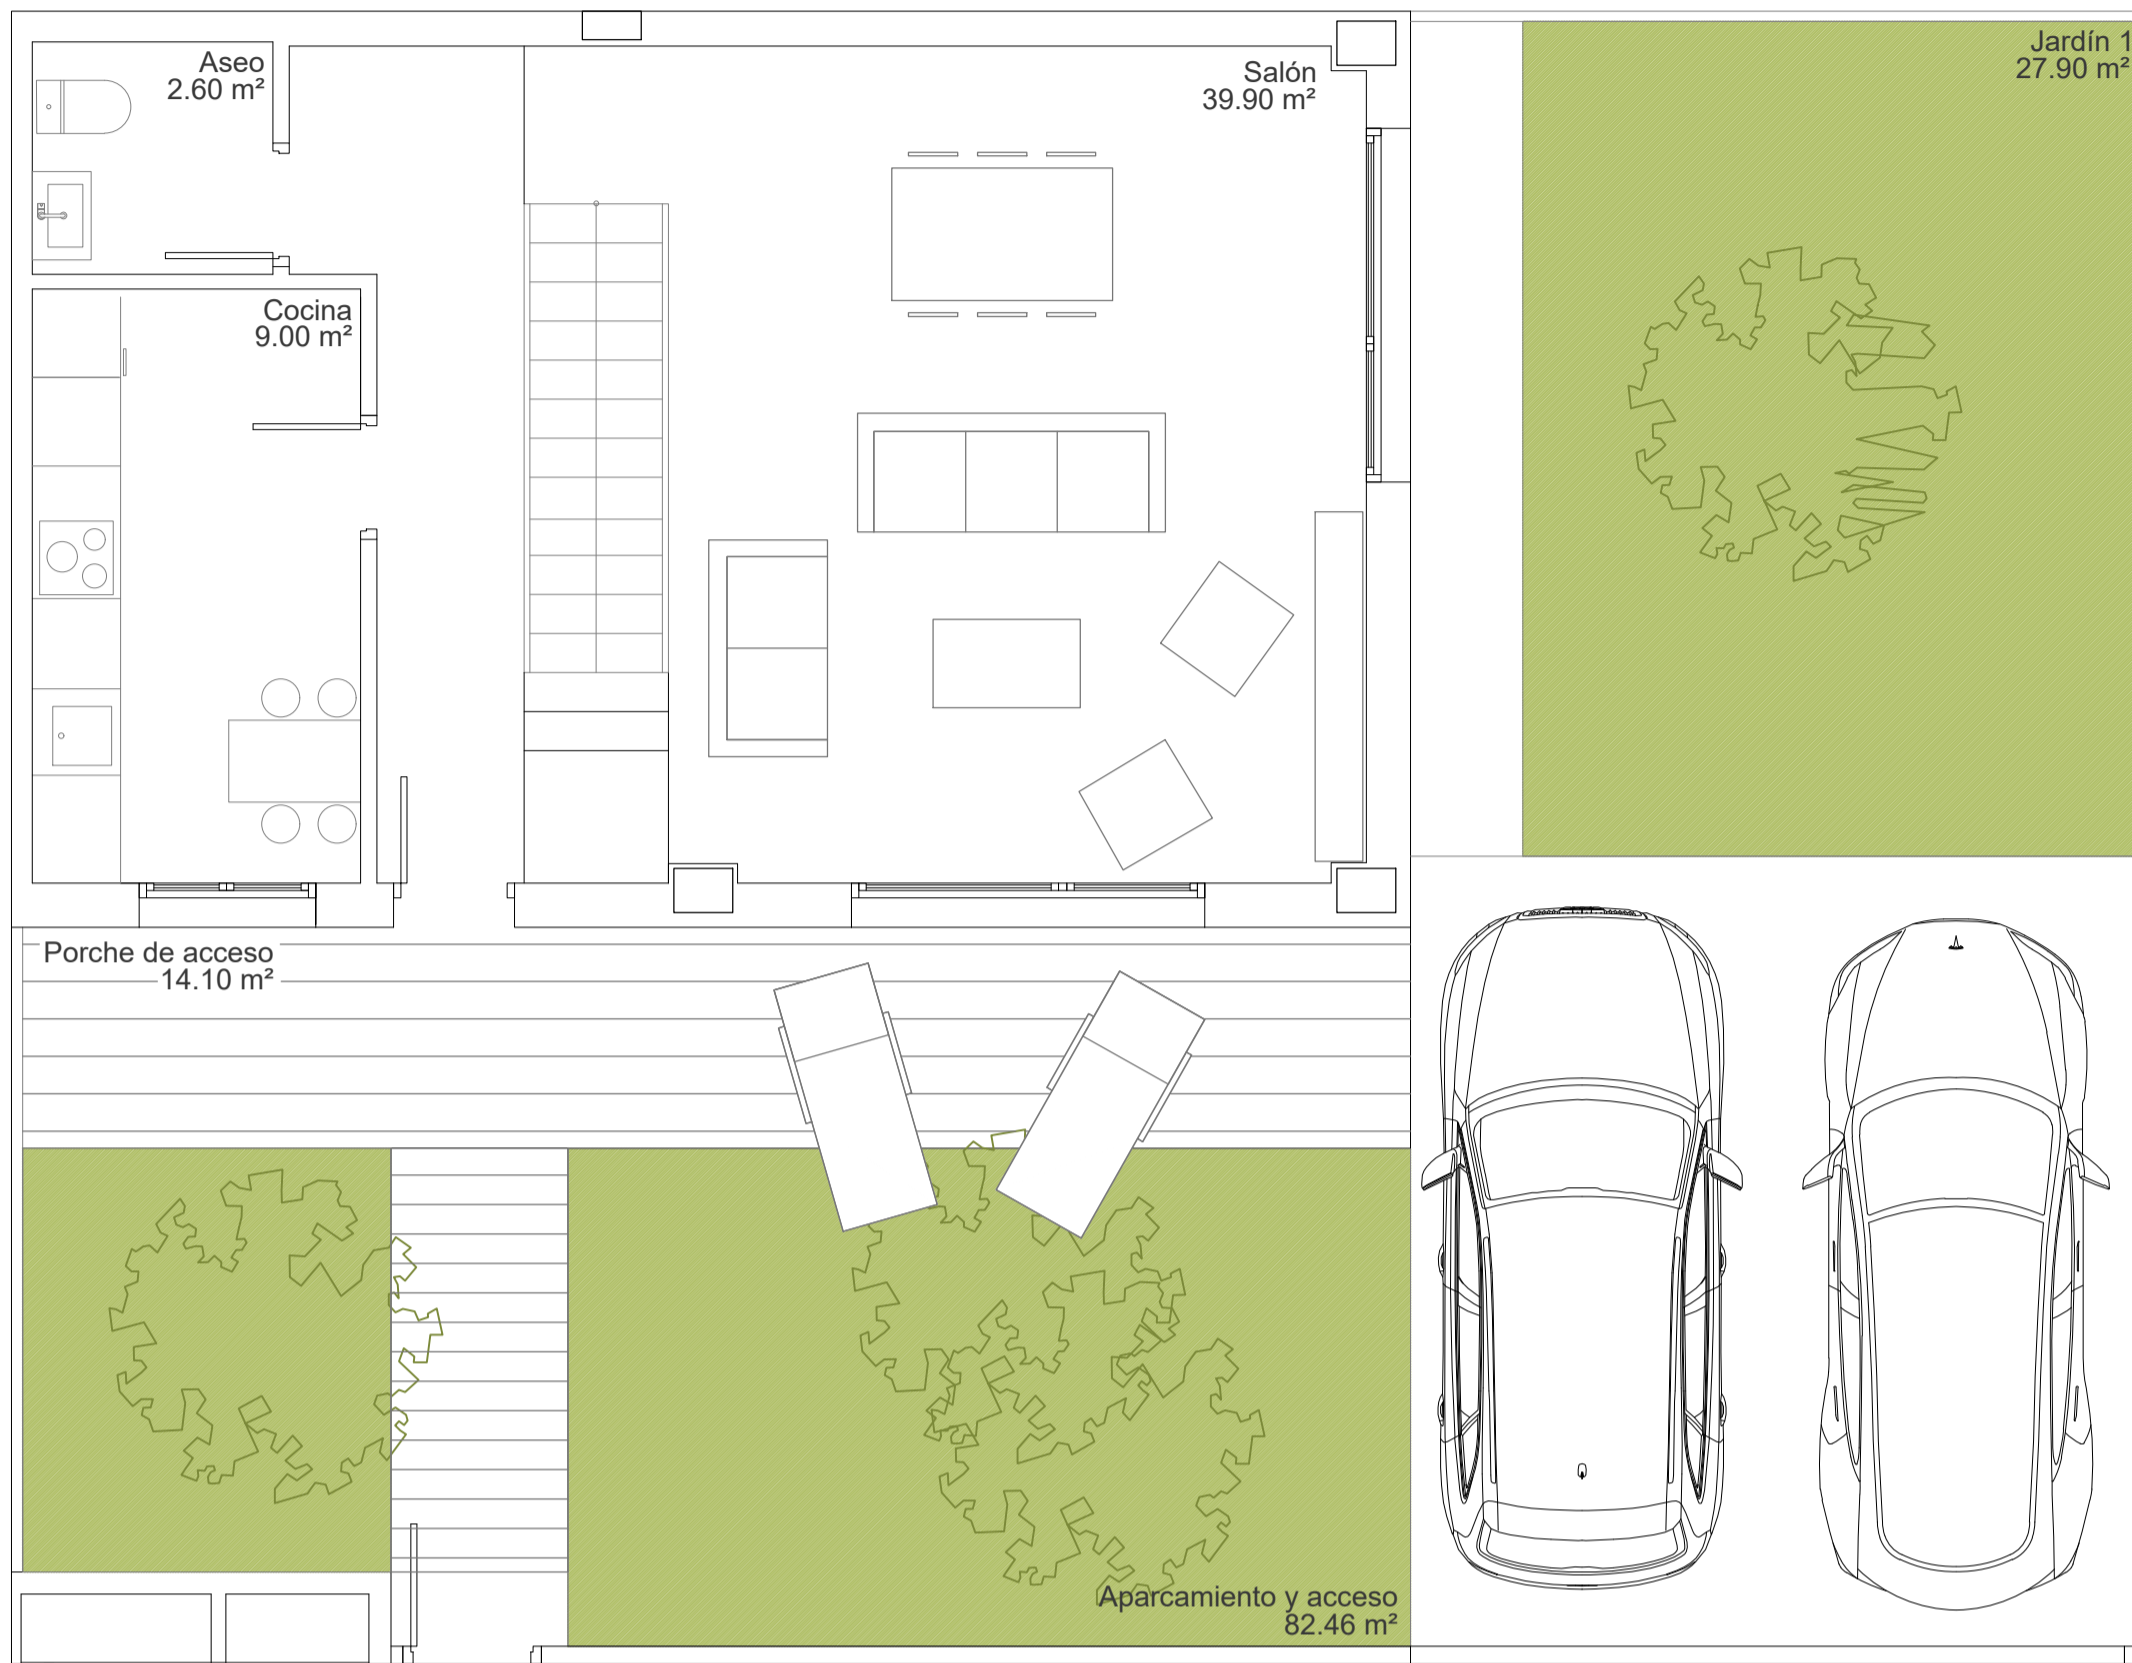 Aseo
2.60 m²
Salón
39.90 m²
Jardín 1
27.90 m²
Cocina
9.00 m²
Porche de acceso
14.10 m²
Aparcamiento y acceso
82.46 m²